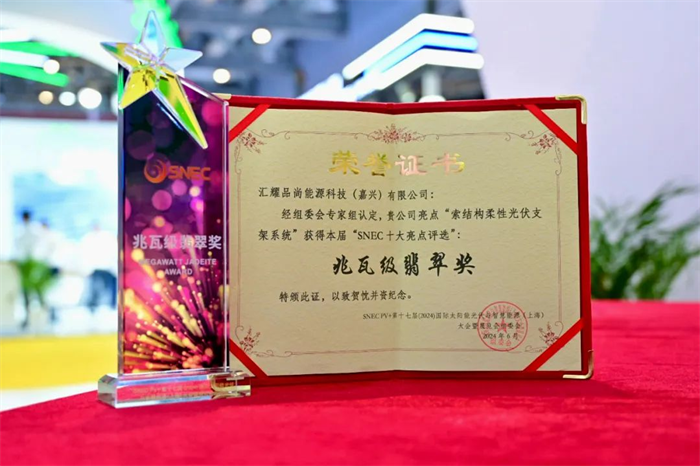 SNEC
兆瓦级翡翠奖
MEGAWATT JADEITE
AWARD
荣誉证书
汇耀品尚能源科技（嘉兴）有限公司：
经组委会专家组认定，贵公司亮点“索结构柔性光伏支
架系统”获得本届“SNEC十大亮点评选”：
兆瓦级翡翠奖
特颁此证，以致贺忱并资纪念。
SNEC PV+第十七届(2024)国际太阳能光伏与智慧能源（上海）
大会暨展览会组委会
2024年6月